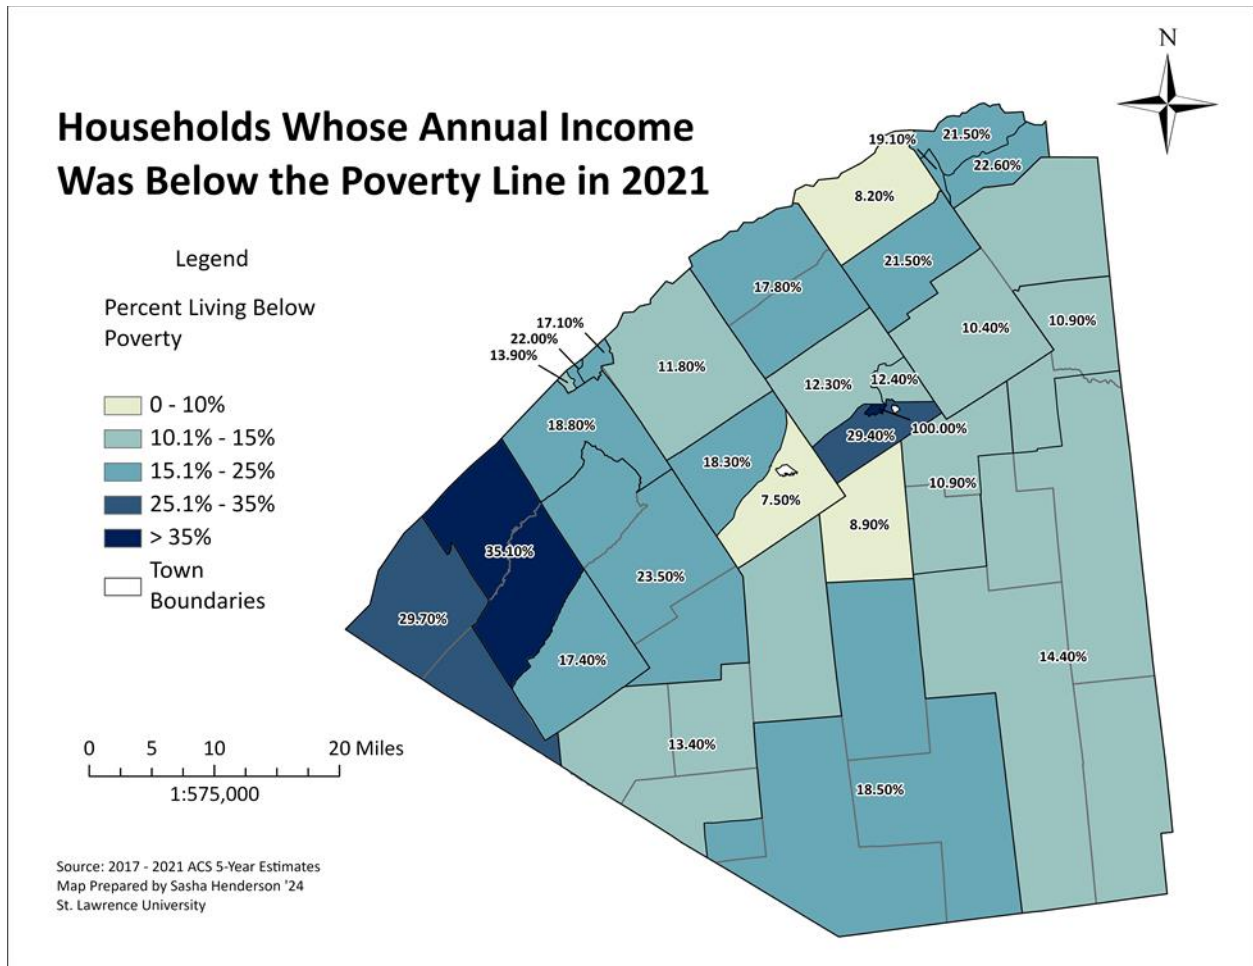 N
Households Whose Annual Income
Was Below the Poverty Line in 2021
Legend
Percent Living Below
Poverty
0 - 10%
10.1% - 15%
15.1% - 25%
25.1% - 35%
> 35%
Town
Boundaries
21.50%
19.10%
22.60%
8.20%
21.50%
17.80%
10.90%
10.40%
17.10%
22.00%
13.90%
11.80%
12.30%
12.40%
18.80%
29.40%
100.00%
18.30%
10.90%
7.50%
8.90%
35.10%
23.50%
29.70%
17.40%
14.40%
13.40%
18.50%
0 5 10 20 Miles
1:575,000
Source: 2017 - 2021 ACS 5-Year Estimates
Map Prepared by Sasha Henderson '24
St. Lawrence University